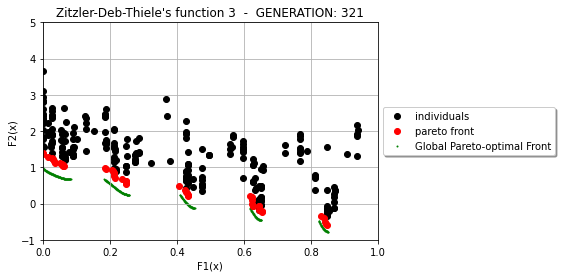 Zitzler-Deb-Thiele's function 3 - GENERATION: 321
5
4
3
2
1
0
−1
F2(x)
0.0 0.2 0.4 0.6 0.8 1.0
F1(x)
individuals
pareto front
Global Pareto-optimal Front